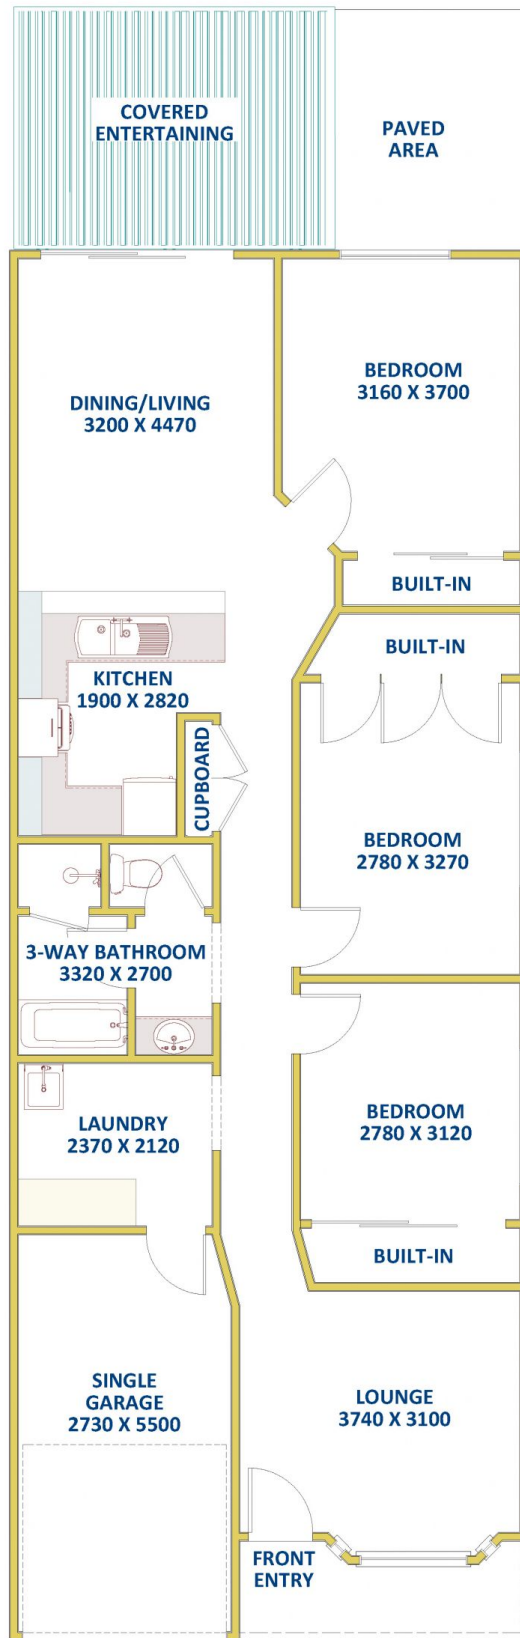 COVERED
ENTERTAINING
PAVED
AREA
BEDROOM
3160 X 3700
DINING/LIVING
3200 X 4470
BUILT-IN
BUILT-IN
KITCHEN
1900 X 2820
CUPBOARD
BEDROOM
2780 X 3270
3-WAY BATHROOM
3320 X 2700
BEDROOM
2780 X 3120
LAUNDRY
2370 X 2120
BUILT-IN
SINGLE
GARAGE
2730 X 5500
LOUNGE
3740 X 3100
FRONT
ENTRY